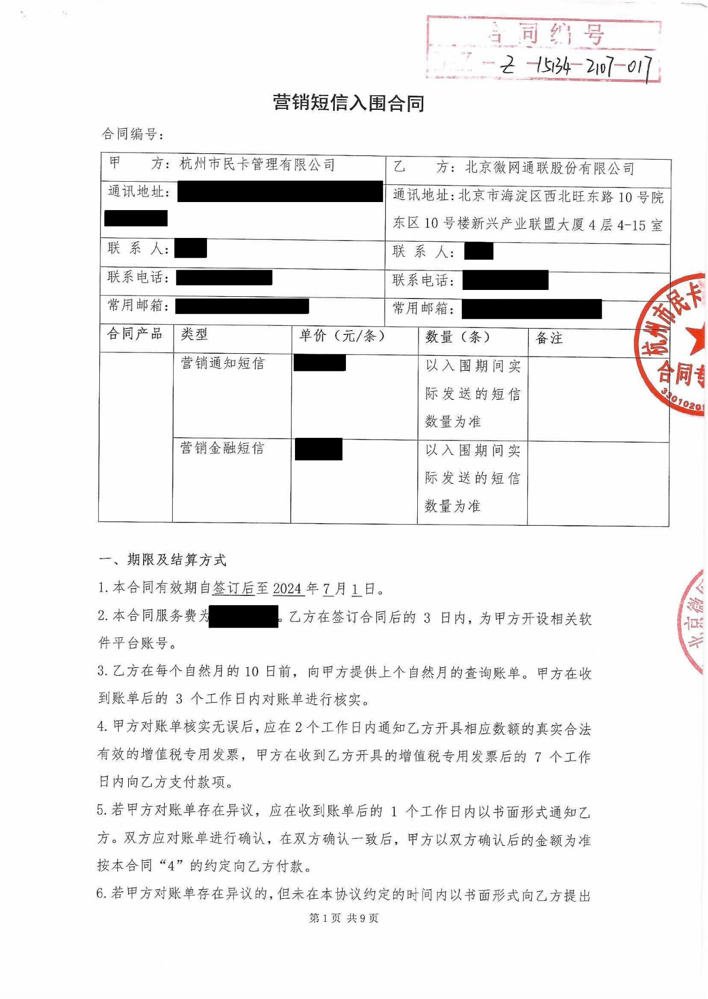 合同编号
-Z-15134-2107-017
营销短信入围合同
合同编号：
甲 方：杭州市民卡管理有限公司 乙 方：北京微网通联股份有限公司
通讯地址： 通讯地址：北京市海淀区西北旺东路 10 号院
东区 10 号楼新兴产业联盟大厦 4 层 4-15 室
联 系 人： 联 系 人：
联系电话： 联系电话：
常用邮箱： 常用邮箱：
合同产品 类型 单价（元/条） 数量（条） 备注
营销通知短信 以入围期间实
际发送的短信
数量为准
营销金融短信 以入围期间实
际发送的短信
数量为准
杭州市民卡
合同专
3301020
北京微
一、期限及结算方式
1.本合同有效期自签订后至 2024 年 7 月 1 日。
2.本合同服务费为 。乙方在签订合同后的 3 日内，为甲方开设相关软
件平台账号。
3.乙方在每个自然月的 10 日前，向甲方提供上个自然月的查询账单。甲方在收
到账单后的 3 个工作日内对账单进行核实。
4.甲方对账单核实无误后，应在 2 个工作日内通知乙方开具相应数额的真实合法
有效的增值税专用发票，甲方在收到乙方开具的增值税专用发票后的 7 个工作
日内向乙方支付款项。
5.若甲方对账单存在异议，应在收到账单后的 1 个工作日内以书面形式通知乙
方。双方应对账单进行确认，在双方确认一致后，甲方以双方确认后的金额为准
按本合同“4”的约定向乙方付款。
6.若甲方对账单存在异议的，但未在本协议约定的时间内以书面形式向乙方提出
第 1 页 共 9 页